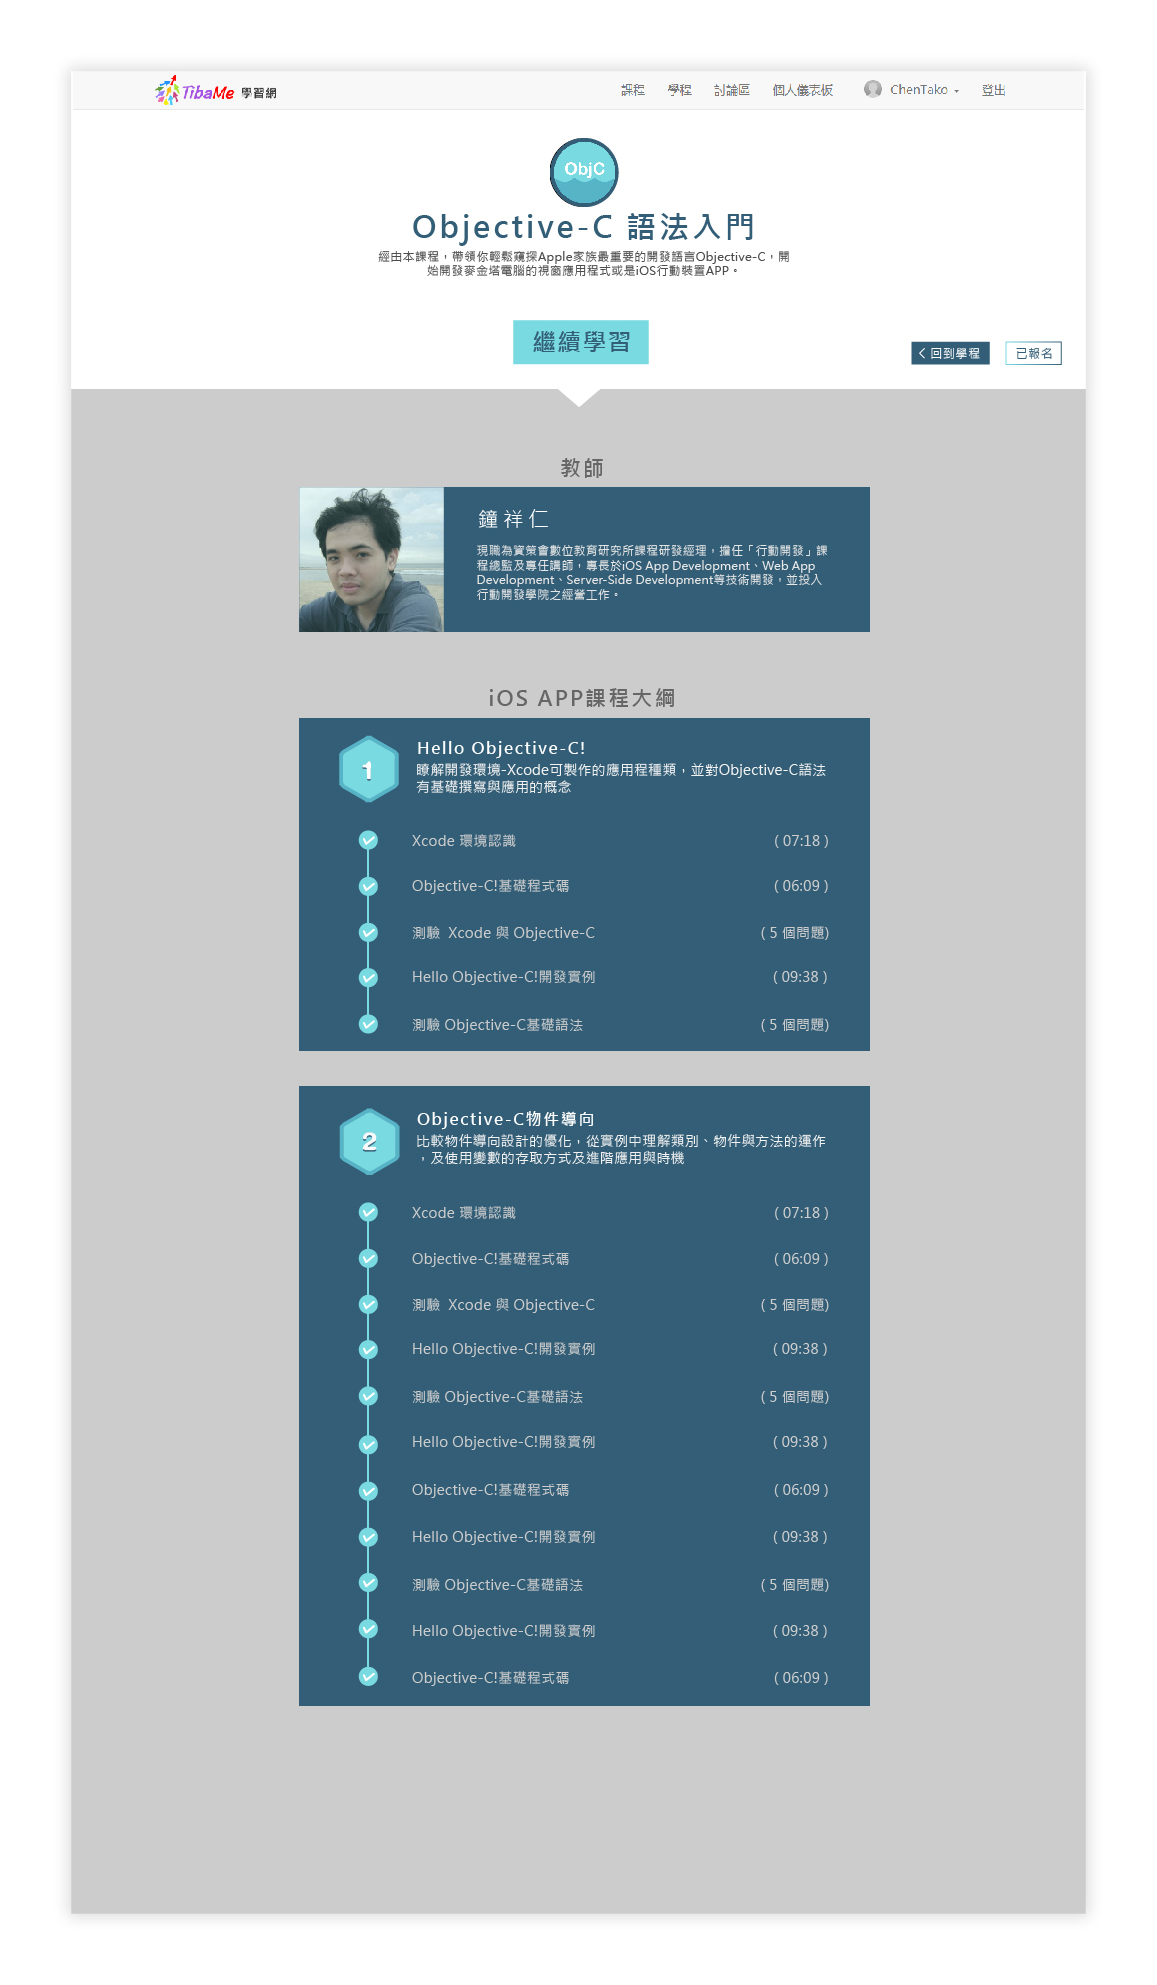 TibaMe 學習網
課程 學程 討論區 個人儀表板 ChenTako 登出
ObjC
Objective-C 語法入門
經由本課程，帶領你輕鬆窺探Apple家族最重要的開發語言Objective-C，開
始開發麥金塔電腦的視窗應用程式或是iOS行動裝置APP。
繼續學習
回到學程 已報名
教師
鐘祥仁
現職為資策會數位教育研究所課程研發經理，擔任「行動開發」課
程總監及專任講師，專長於iOS App Development、Web App
Development、Server-Side Development等技術開發，並投入
行動開發學院之經營工作。
iOS APP課程大綱
1
Hello Objective-C!
瞭解開發環境-Xcode可製作的應用程種類，並對Objective-C語法
有基礎撰寫與應用的概念
Xcode 環境認識 ( 07:18 )
Objective-C!基礎程式碼 ( 06:09 )
測驗 Xcode 與 Objective-C ( 5 個問題)
Hello Objective-C!開發實例 ( 09:38 )
測驗 Objective-C基礎語法 ( 5 個問題)
2
Objective-C物件導向
比較物件導向設計的優化，從實例中理解類別、物件與方法的運作
，及使用變數的存取方式及進階應用與時機
Xcode 環境認識 ( 07:18 )
Objective-C!基礎程式碼 ( 06:09 )
測驗 Xcode 與 Objective-C ( 5 個問題)
Hello Objective-C!開發實例 ( 09:38 )
測驗 Objective-C基礎語法 ( 5 個問題)
Hello Objective-C!開發實例 ( 09:38 )
Objective-C!基礎程式碼 ( 06:09 )
Hello Objective-C!開發實例 ( 09:38 )
測驗 Objective-C基礎語法 ( 5 個問題)
Hello Objective-C!開發實例 ( 09:38 )
Objective-C!基礎程式碼 ( 06:09 )